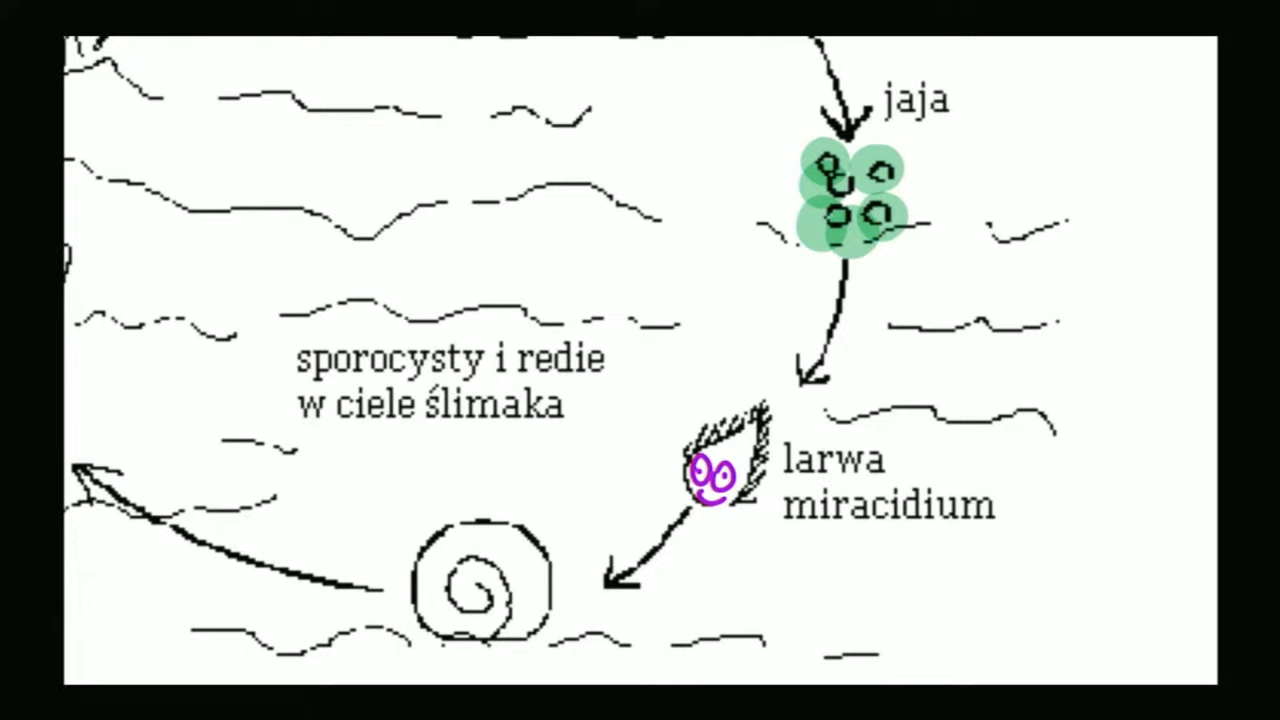 jaja
sporocysty i redie
w ciele ślimaka
larwa
miracidium